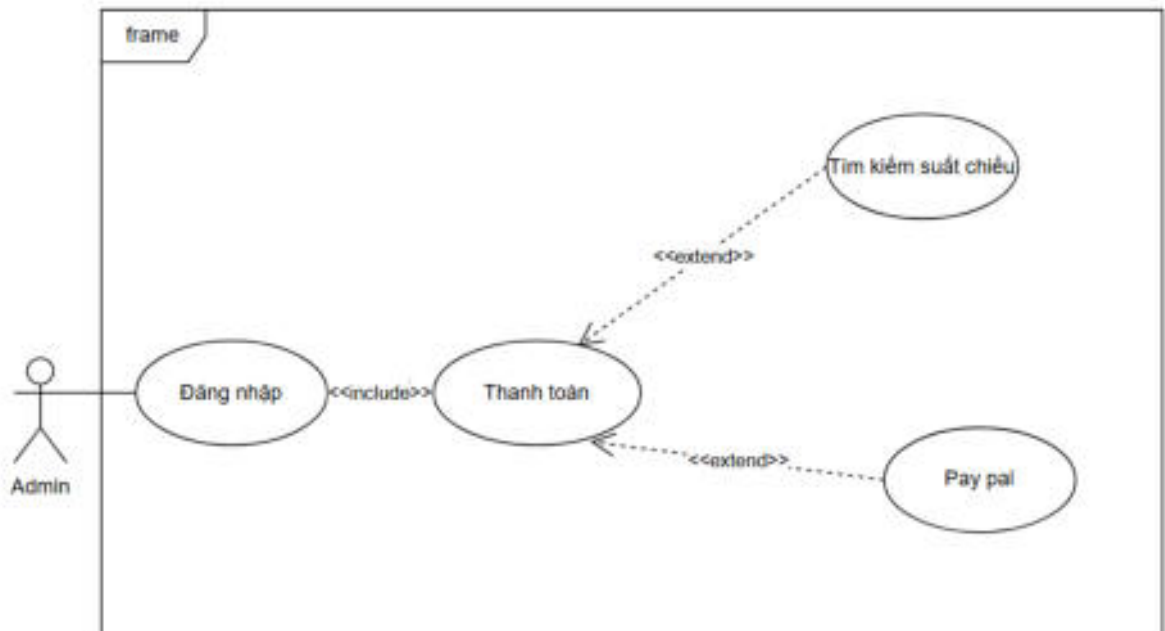 frame
Tìm kiếm suất chiếu
<<extend>>
Đăng nhập
<<include>>
Thanh toán
<<extend>>
Pay pal
Admin